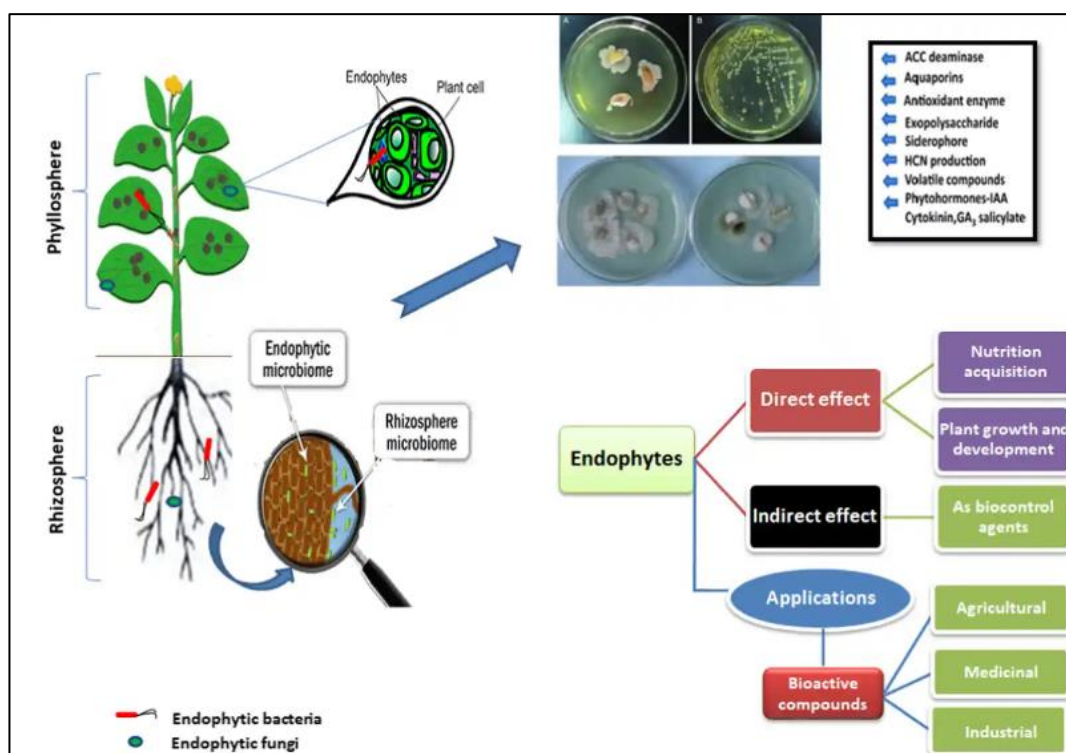 Phyllosphere
Endophytes
Plant cell
Rhizosphere
Endophytic
microbiome
Rhizosphere
microbiome
Endophytic bacteria
Endophytic fungi
A
B
ACC deaminase
Aquaporins
Antioxidant enzyme
Exopolysaccharide
Siderophore
HCN production
Volatile compounds
Phytohormones-IAA
Cytokinin,GA3 salicylate
Endophytes
Direct effect
Nutrition
acquisition
Plant growth and
development
Indirect effect
As biocontrol
agents
Applications
Bioactive
compounds
Agricultural
Medicinal
Industrial